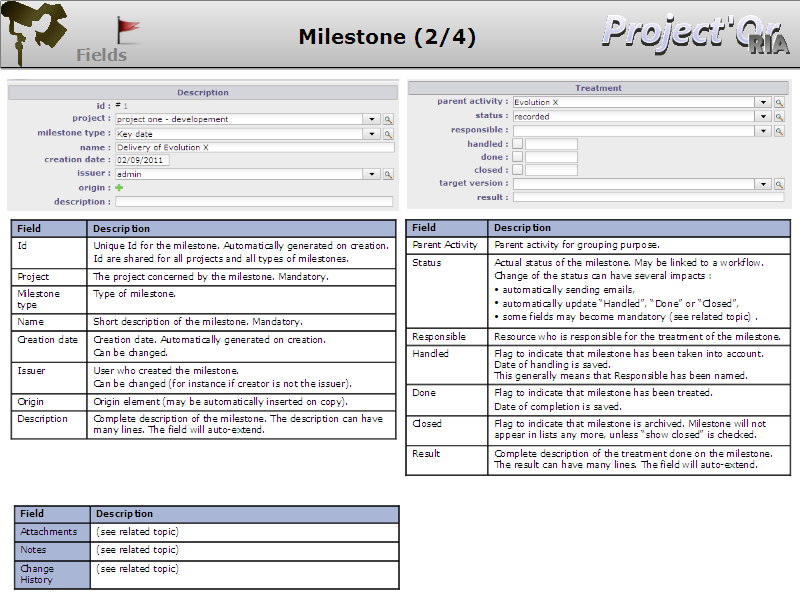 Fields
Milestone (2/4)
Project'Or
RIA
Description
id : # 1
project : project one - developement
milestone type : Key date
name : Delivery of Evolution X
creation date : 02/09/2011
issuer : admin
origin :
description :
Treatment
parent activity : Evolution X
status : recorded
responsible :
handled :
done :
closed :
target version :
result :
Field Description
Id Unique Id for the milestone. Automatically generated on creation.
Id are shared for all projects and all types of milestones.
Project The project concerned by the milestone. Mandatory.
Milestone Type of milestone.
type
Name Short description of the milestone. Mandatory.
Creation date Creation date. Automatically generated on creation.
Can be changed.
Issuer User who created the milestone.
Can be changed (for instance if creator is not the issuer).
Origin Origin element (may be automatically inserted on copy).
Description Complete description of the milestone. The description can have
many lines. The field will auto-extend.
Field Description
Parent Activity Parent activity for grouping purpose.
Status Actual status of the milestone. May be linked to a workflow.
Change of the status can have several impacts :
• automatically sending emails,
• automatically update “Handled”, “Done” or “Closed”,
• some fields may become mandatory (see related topic) .
Responsible Resource who is responsible for the treatment of the milestone.
Handled Flag to indicate that milestone has been taken into account.
Date of handling is saved.
This generally means that Responsible has been named.
Done Flag to indicate that milestone has been treated.
Date of completion is saved.
Closed Flag to indicate that milestone is archived. Milestone will not
appear in lists any more, unless “show closed” is checked.
Result Complete description of the treatment done on the milestone.
The result can have many lines. The field will auto-extend.
Field Description
Attachments (see related topic)
Notes (see related topic)
Change (see related topic)
History